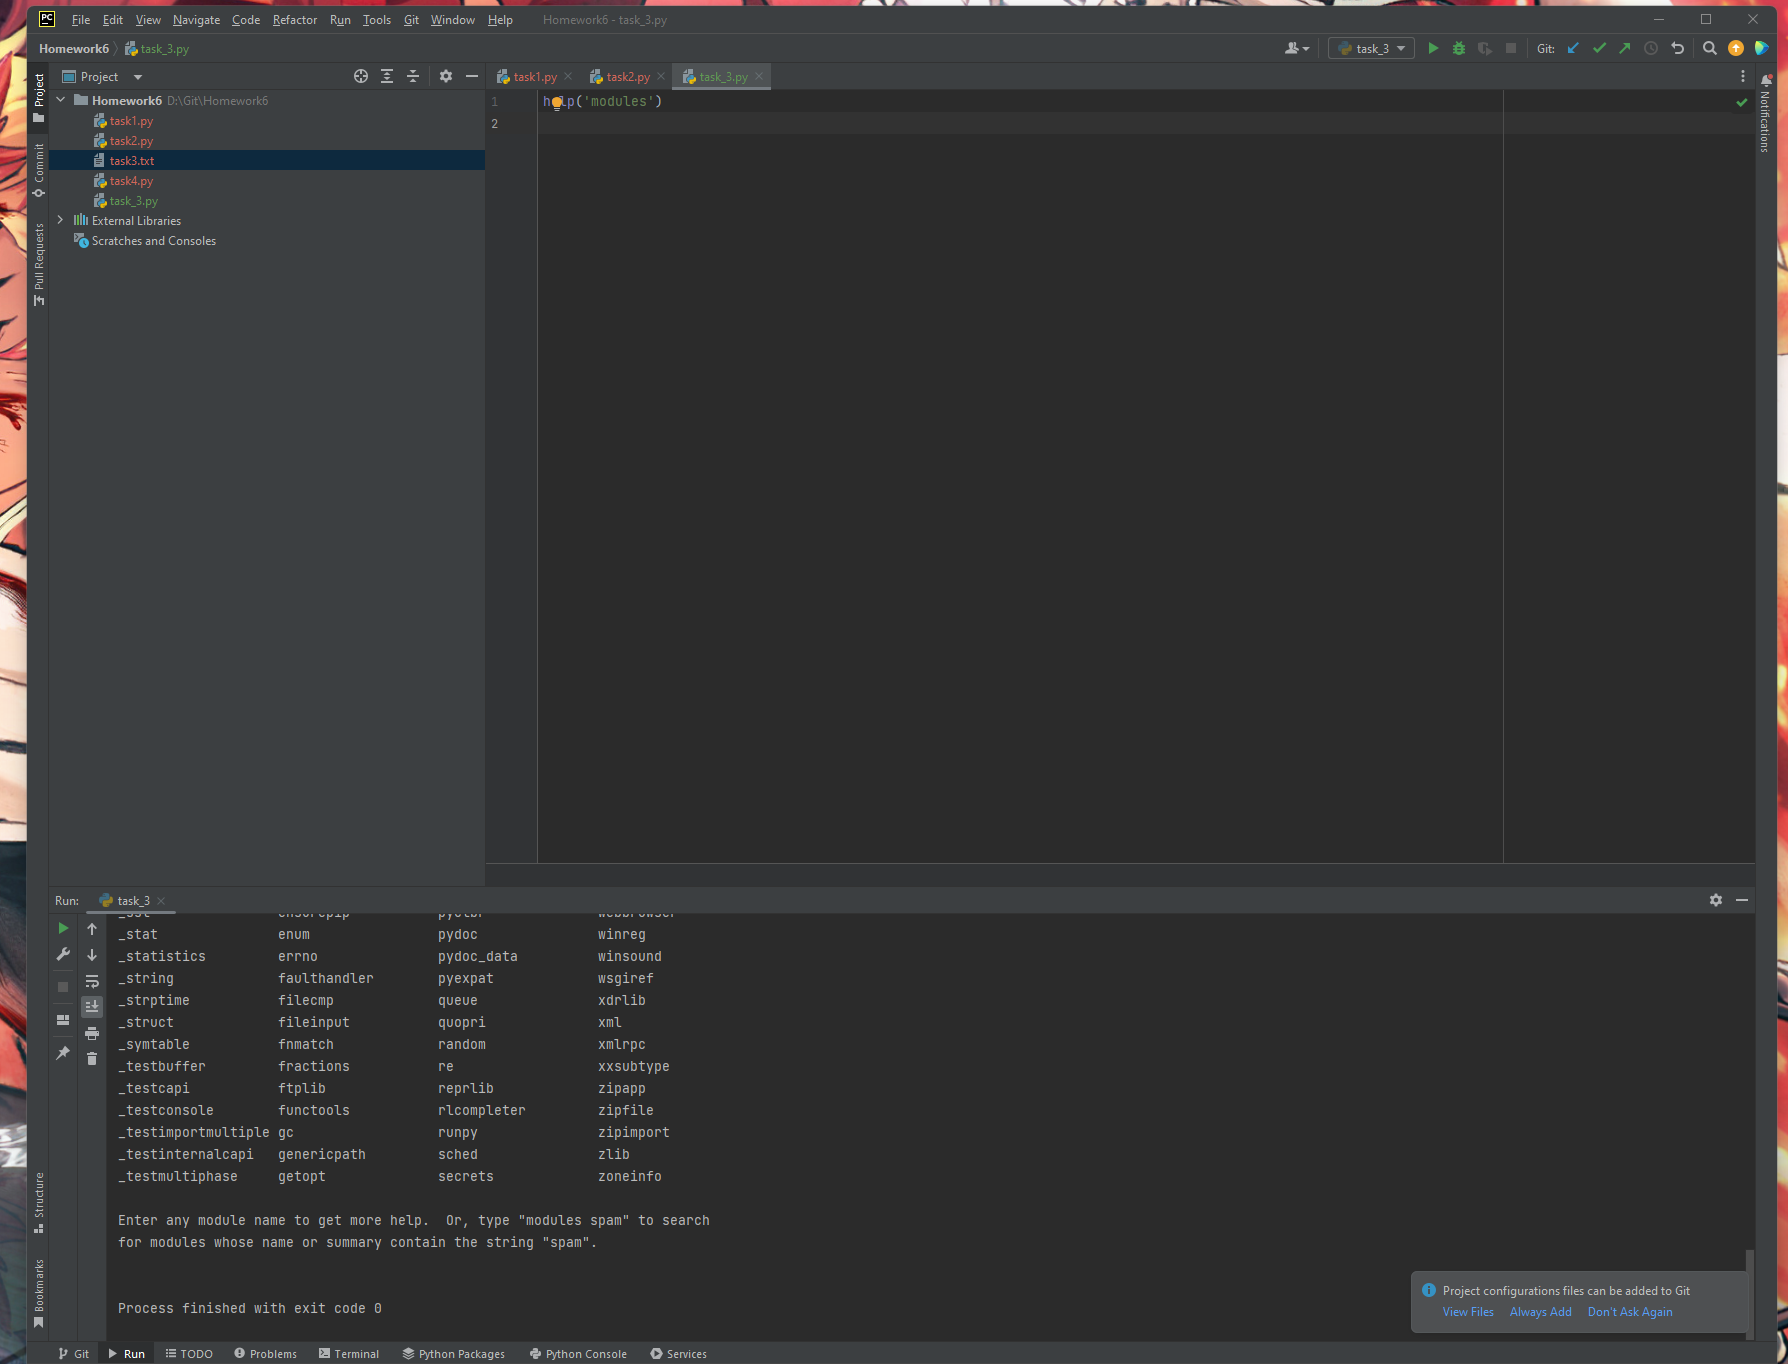 PC File Edit View Navigate Code Refactor Run Tools Git Window Help Homework6 - task_3.py
Homework6 task_3.py task_3 Git:
Project
Project
Commit
Pull Requests
Homework6 D:\Git\Homework6
task1.py
task2.py
task3.txt
task4.py
task_3.py
External Libraries
Scratches and Consoles
task1.py task2.py task_3.py
1 help('modules')
2
Notifications
Run: task_3
_stat enum pydoc winreg
_statistics errno pydoc_data winsound
_string faulthandler pyexpat wsgiref
_strptime filecmp queue xdrlib
_struct fileinput quopri xml
_symtable fnmatch random xmlrpc
_testbuffer fractions re xxsubtype
_testcapi ftplib reprlib zipapp
_testconsole functools rlcompleter zipfile
_testimportmultiple gc runpy zipimport
_testinternalcapi genericpath sched zlib
_testmultiphase getopt secrets zoneinfo
Enter any module name to get more help. Or, type "modules spam" to search
for modules whose name or summary contain the string "spam".
Process finished with exit code 0
Structure
Bookmarks
Project configurations files can be added to Git
View Files Always Add Don't Ask Again
Git Run TODO Problems Terminal Python Packages Python Console Services